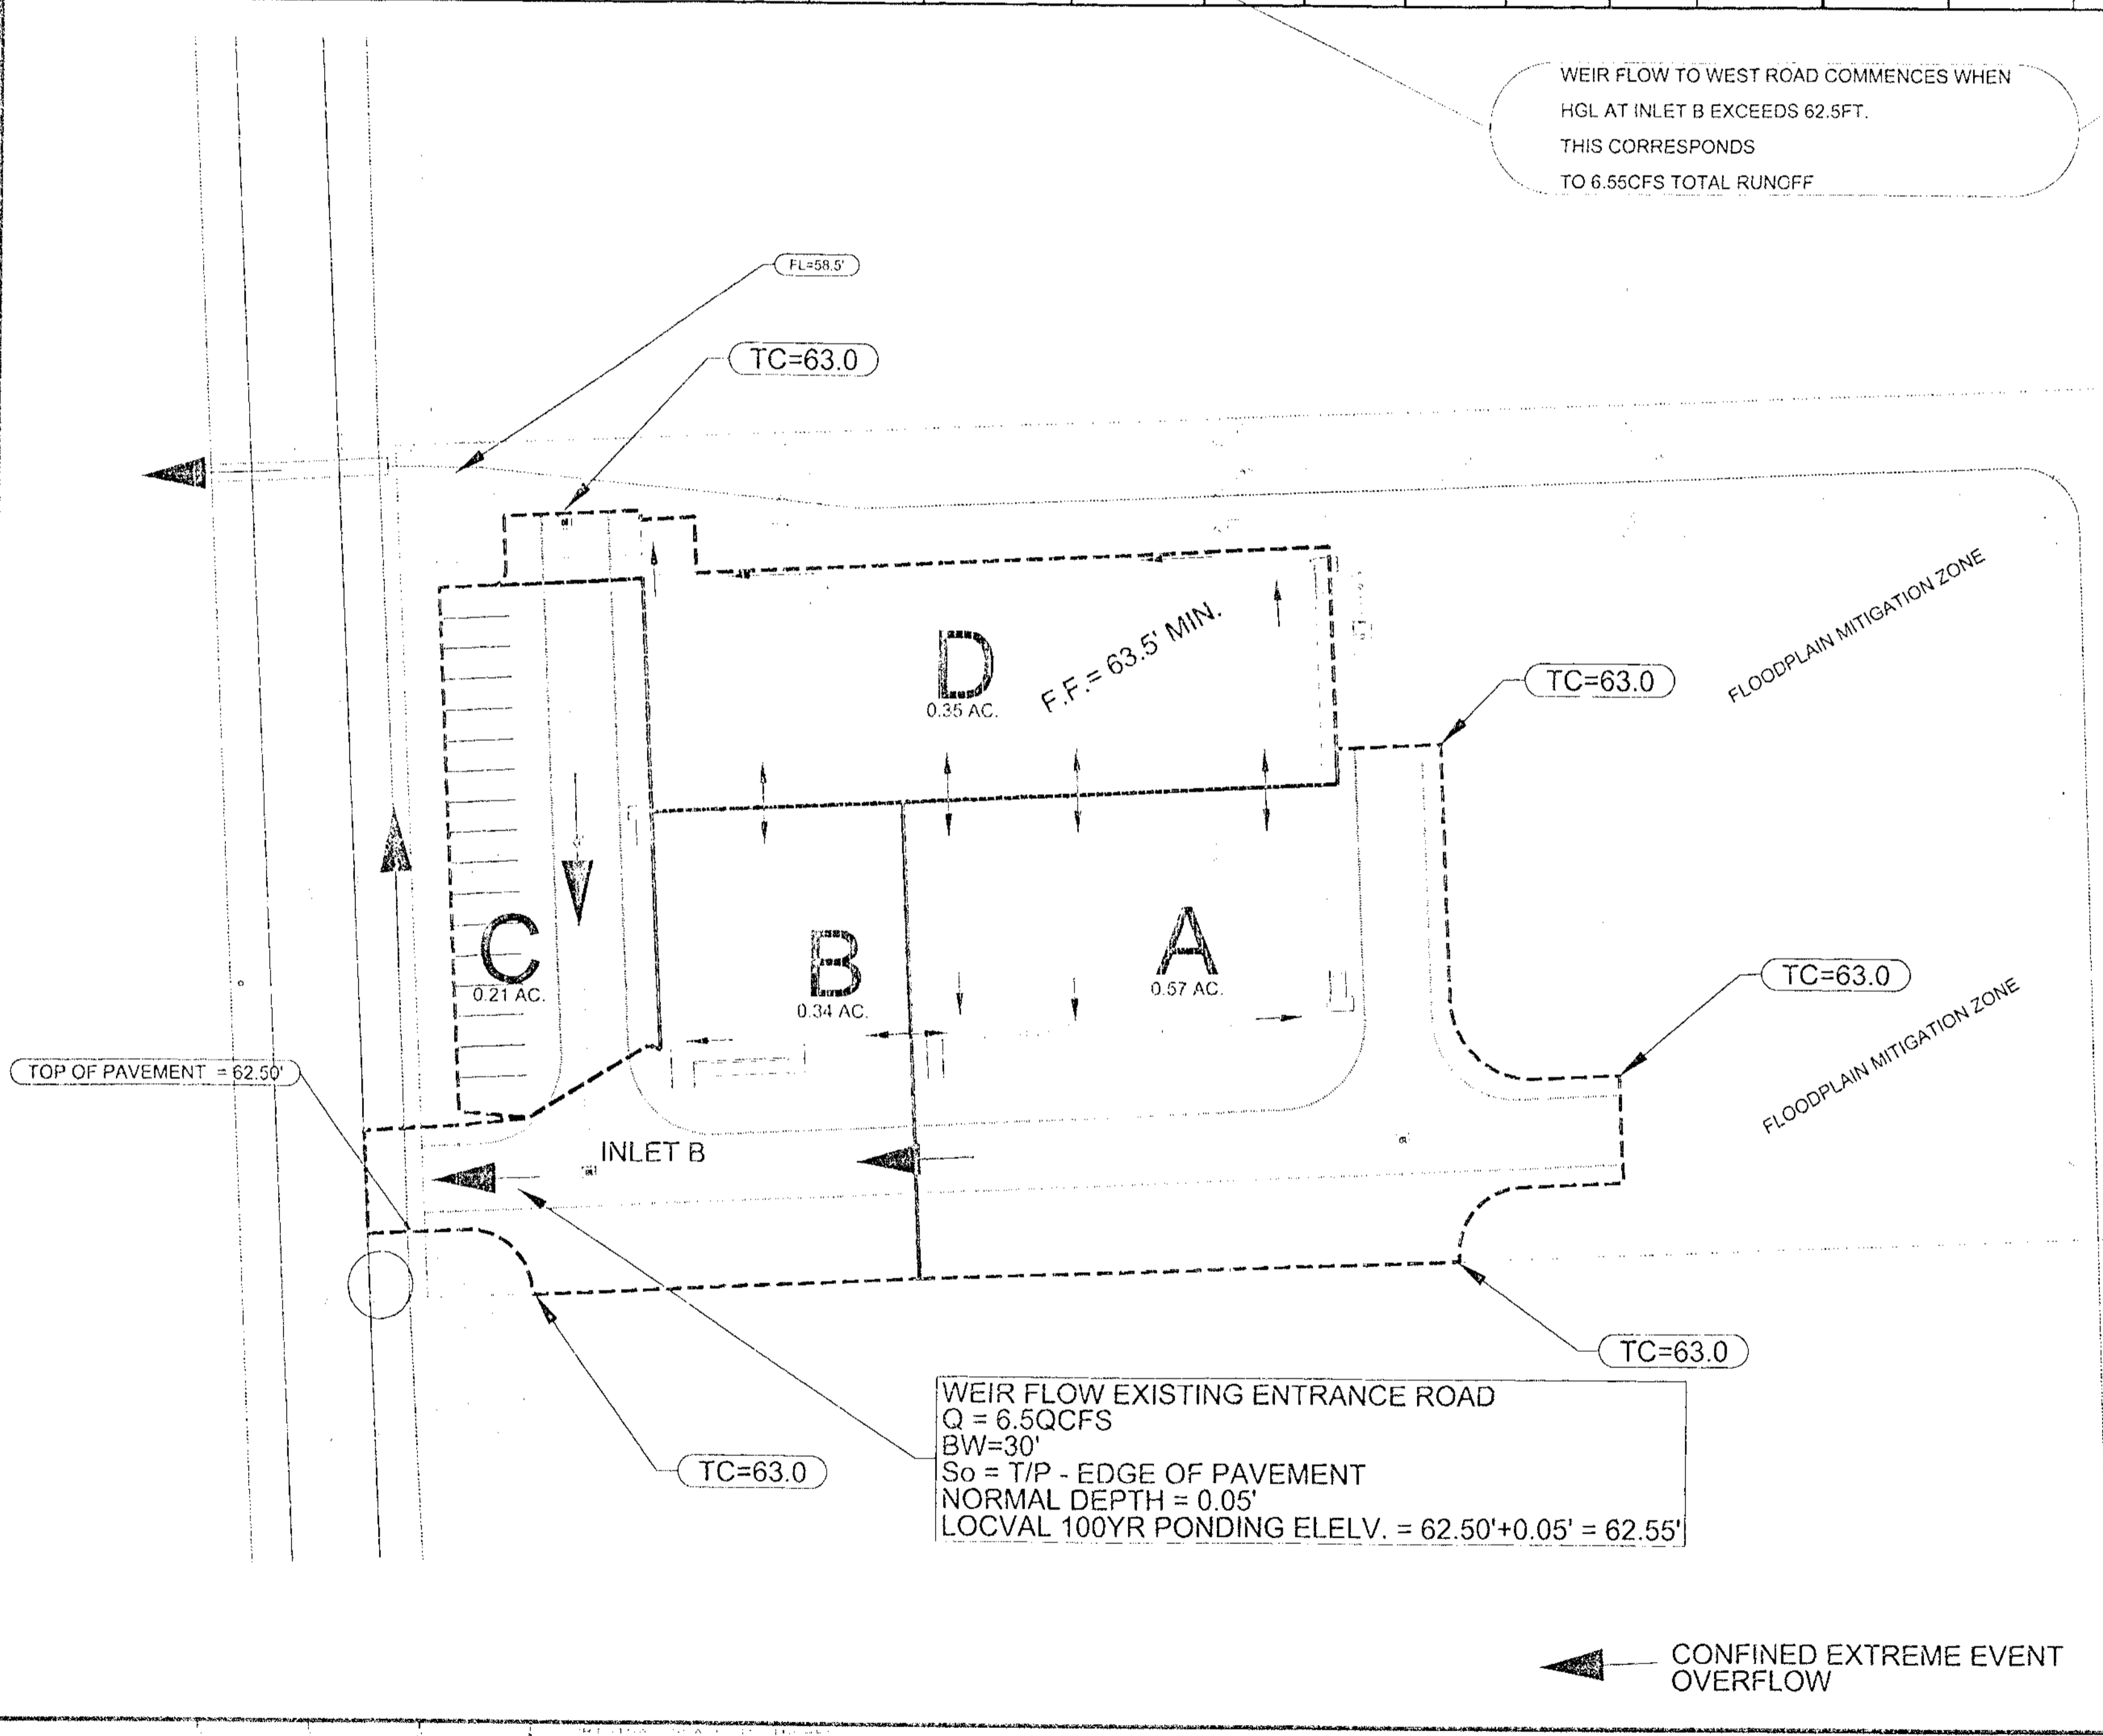 WEIR FLOW TO WEST ROAD COMMENCES WHEN
HGL AT INLET B EXCEEDS 62.5FT.
THIS CORRESPONDS
TO 6.55CFS TOTAL RUNOFF
FL=58.5'
TC=63.0
D
0.35 AC.
F.F.= 63.5' MIN.
TC=63.0
FLOODPLAIN MITIGATION ZONE
C
0.21 AC.
B
0.34 AC.
A
0.57 AC.
TC=63.0
FLOODPLAIN MITIGATION ZONE
TOP OF PAVEMENT = 62.50'
INLET B
TC=63.0
TC=63.0
WEIR FLOW EXISTING ENTRANCE ROAD
Q = 6.5QCFS
BW=30'
So = T/P - EDGE OF PAVEMENT
NORMAL DEPTH = 0.05'
LOCVAL 100YR PONDING ELELV. = 62.50'+0.05' = 62.55'
CONFINED EXTREME EVENT
OVERFLOW